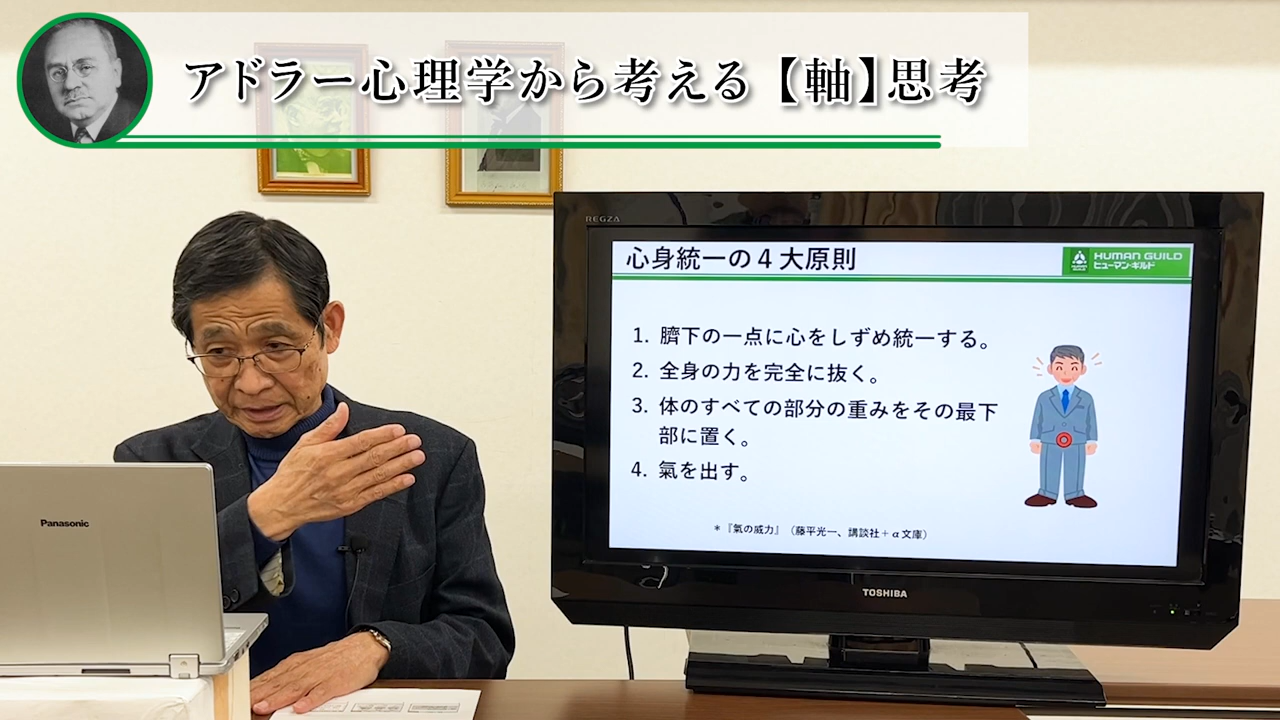 アドラー心理学から考える【軸】思考
REGZA
心身統一の4大原則
HUMAN GUILD
ヒューマン・ギルド
1. 臍下の一点に心をしずめ統一する。
2. 全身の力を完全に抜く。
3. 体のすべての部分の重みをその最下
部に置く。
4. 氣を出す。
*『氣の威力』(藤平光一、講談社+α文庫)
Panasonic
TOSHIBA